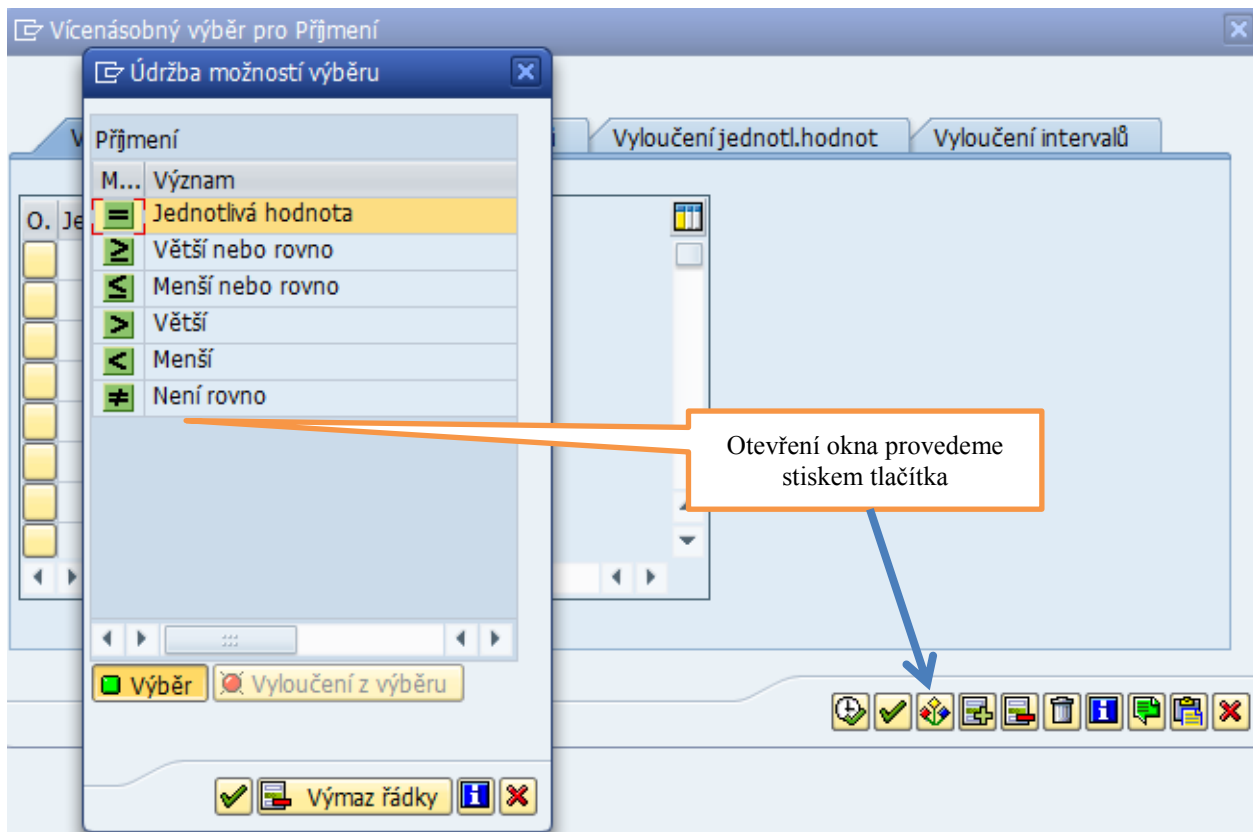 Vícenásobný výběr pro Příjmení
Údržba možností výběru
Příjmení
Vyloučení jednotl.hodnot
Vyloučení intervalů
M... Význam
O. Je
Jednotlivá hodnota
Větší nebo rovno
Menší nebo rovno
Větší
Menší
Není rovno
Otevření okna provedeme
stiskem tlačítka
Výběr
Vyloučení z výběru
Výmaz řádky